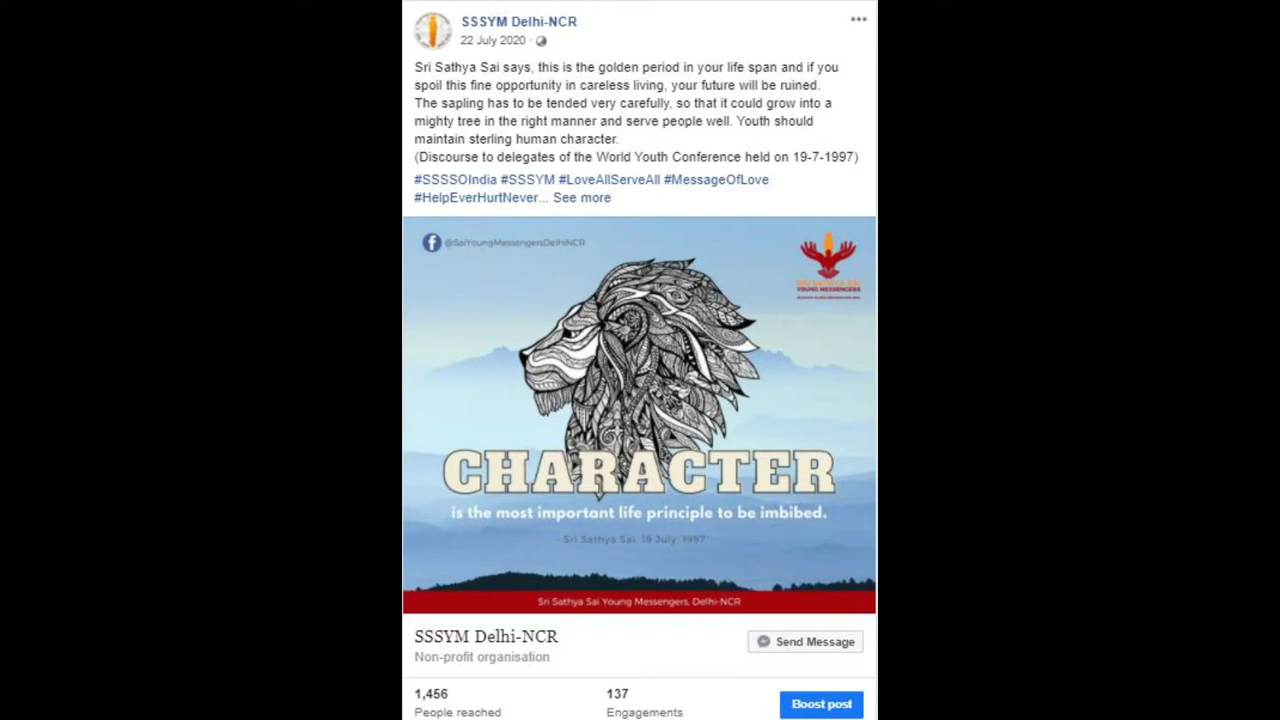 SSSYM Delhi-NCR
22 July 2020
Sri Sathya Sai says, this is the golden period in your life span and if you
spoil this fine opportunity in careless living, your future will be ruined.
The sapling has to be tended very carefully, so that it could grow into a
mighty tree in the right manner and serve people well. Youth should
maintain sterling human character.
(Discourse to delegates of the World Youth Conference held on 19-7-1997)
#SSSSOIndia #SSSYM #LoveAllServeAll #MessageOfLove
#HelpEverHurtNever... See more
@SaiYoungMessengersDelhiNCR
SRI SATHYA SAI
YOUNG MESSENGERS
CHARACTER
is the most important life principle to be imbibed.
- Sri Sathya Sai, 19 July, 1997
Sri Sathya Sai Young Messengers, Delhi-NCR
SSSYM Delhi-NCR
Non-profit organisation
Send Message
1,456
People reached
137
Engagements
Boost post